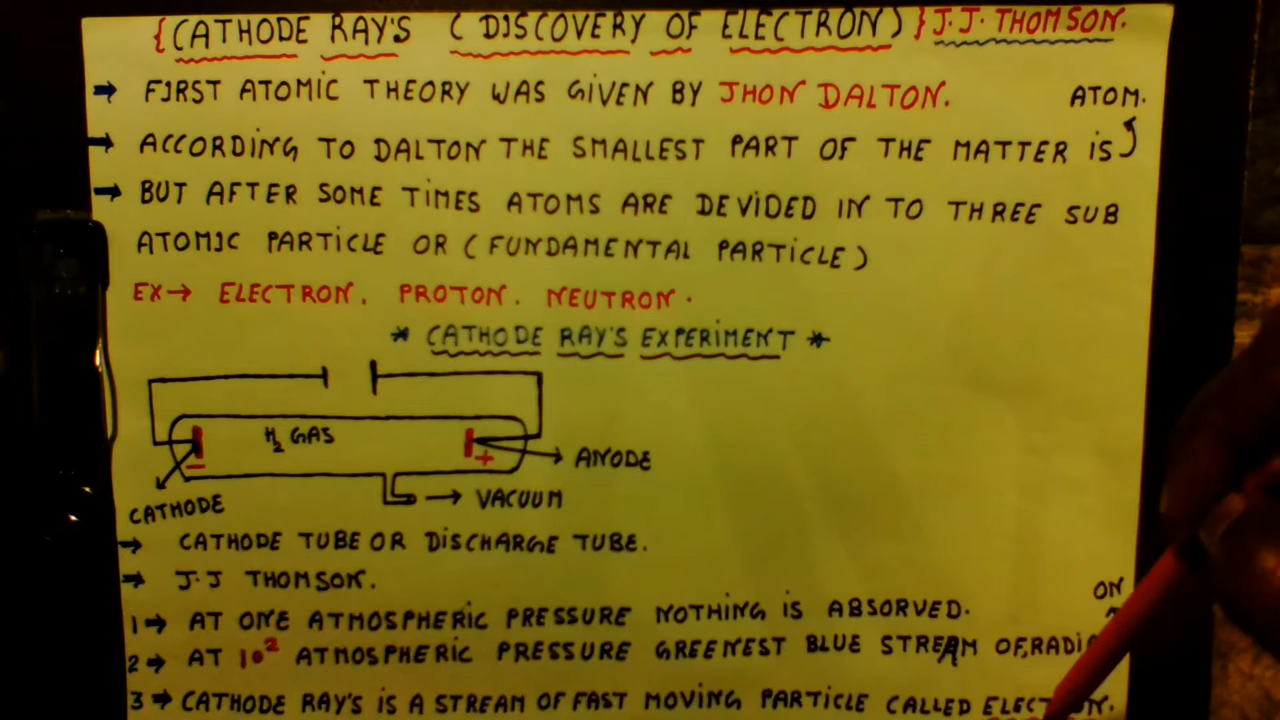 {CATHODE RAY'S (DISCOVERY OF ELECTRON)} J.J. THOMSON.
→ FIRST ATOMIC THEORY WAS GIVEN BY JHON DALTON.
ATOM.
→ ACCORDING TO DALTON THE SMALLEST PART OF THE MATTER IS
→ BUT AFTER SOME TIMES ATOMS ARE DEVIDED IN TO THREE SUB
ATOMIC PARTICLE OR (FUNDAMENTAL PARTICLE)
EX→ ELECTRON, PROTON. NEUTRON.
* CATHODE RAY'S EXPERIMENT *
H₂ GAS
− +
→ ANODE
CATHODE
→ VACUUM
→ CATHODE TUBE OR DISCHARGE TUBE.
→ J.J THOMSON.
1→ AT ONE ATMOSPHERIC PRESSURE NOTHING IS ABSORVED.
ON
2→ AT 10² ATMOSPHERIC PRESSURE GREENEST BLUE STREAM OF, RADI
3→ CATHODE RAY'S IS A STREAM OF FAST MOVING PARTICLE CALLED